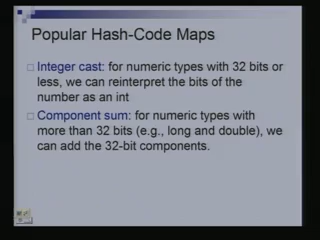 Popular Hash-Code Maps
Integer cast: for numeric types with 32 bits or
less, we can reinterpret the bits of the
number as an int
Component sum: for numeric types with
more than 32 bits (e.g., long and double), we
can add the 32-bit components.